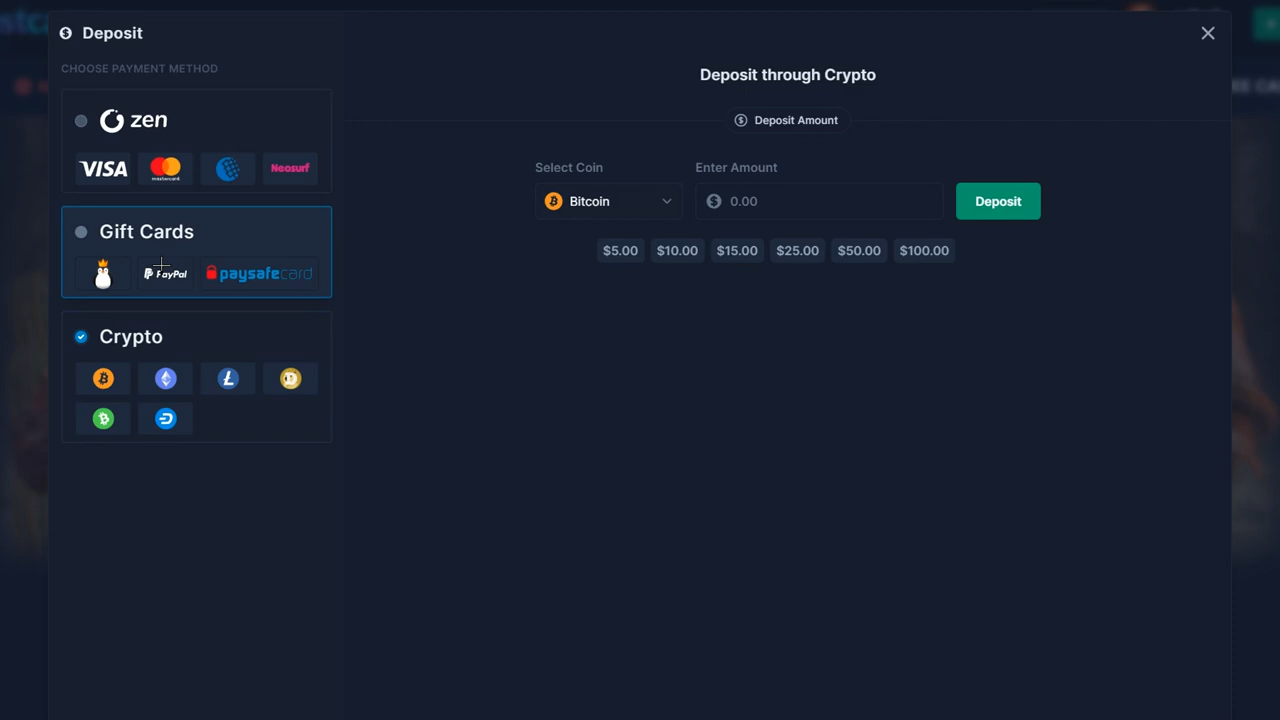 Deposit
CHOOSE PAYMENT METHOD
zen
VISA
mastercard
Neosurf
Gift Cards
PayPal
paysafecard
Crypto
Deposit through Crypto
Deposit Amount
Select Coin
Enter Amount
Bitcoin
0.00
Deposit
$5.00 $10.00 $15.00 $25.00 $50.00 $100.00